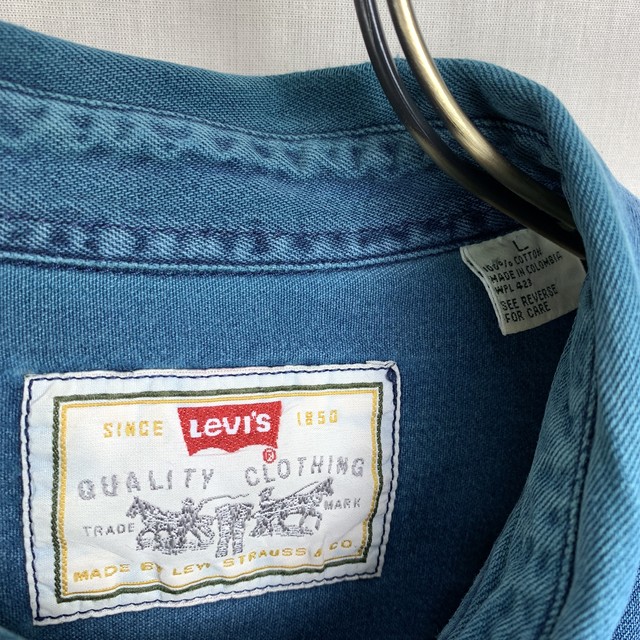 L
100% COTTON
MADE IN COLOMBIA
WPL 423
SEE REVERSE
FOR CARE
SINCE LEVI'S ® 1850
QUALITY CLOTHING
TRADE MARK
MADE BY LEVI STRAUSS & CO.